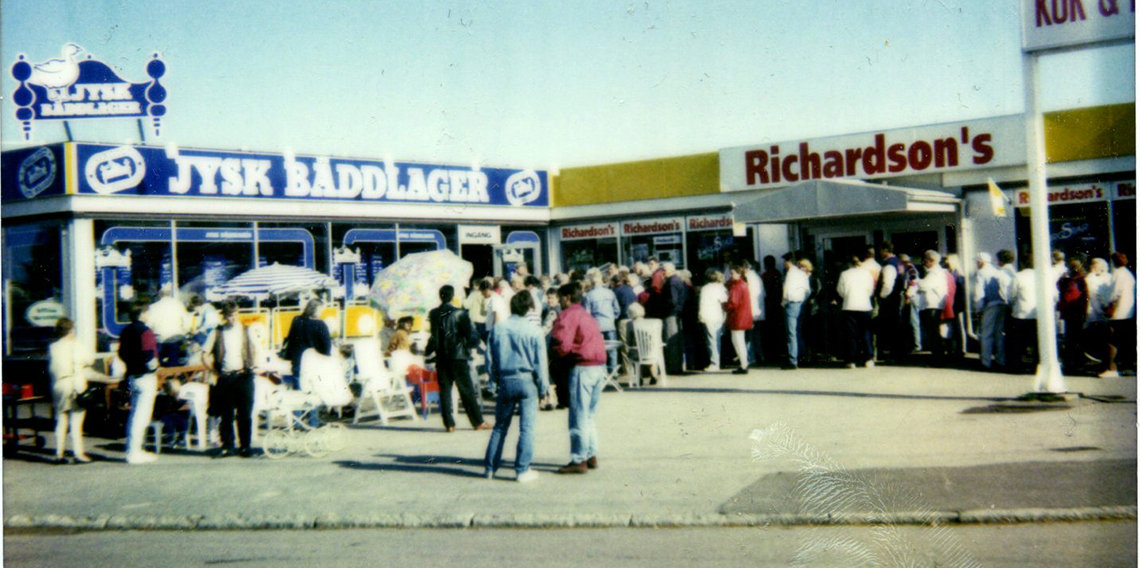 KÖK &
JYSK
BÄDDLAGER
JYSK BÄDDLAGER
Richardson's
INGÅNG
Richardson's
Richardson's
Richardson's
Richardson's